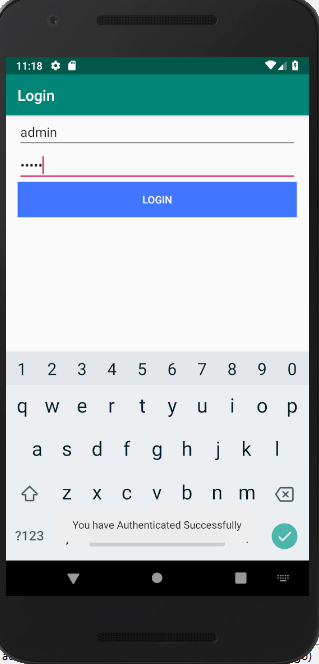 11:18
Login
admin
•••••
LOGIN
1 2 3 4 5 6 7 8 9 0
q w e r t y u i o p
a s d f g h j k l
z x c v b n m
You have Authenticated Successfully
?123 , .